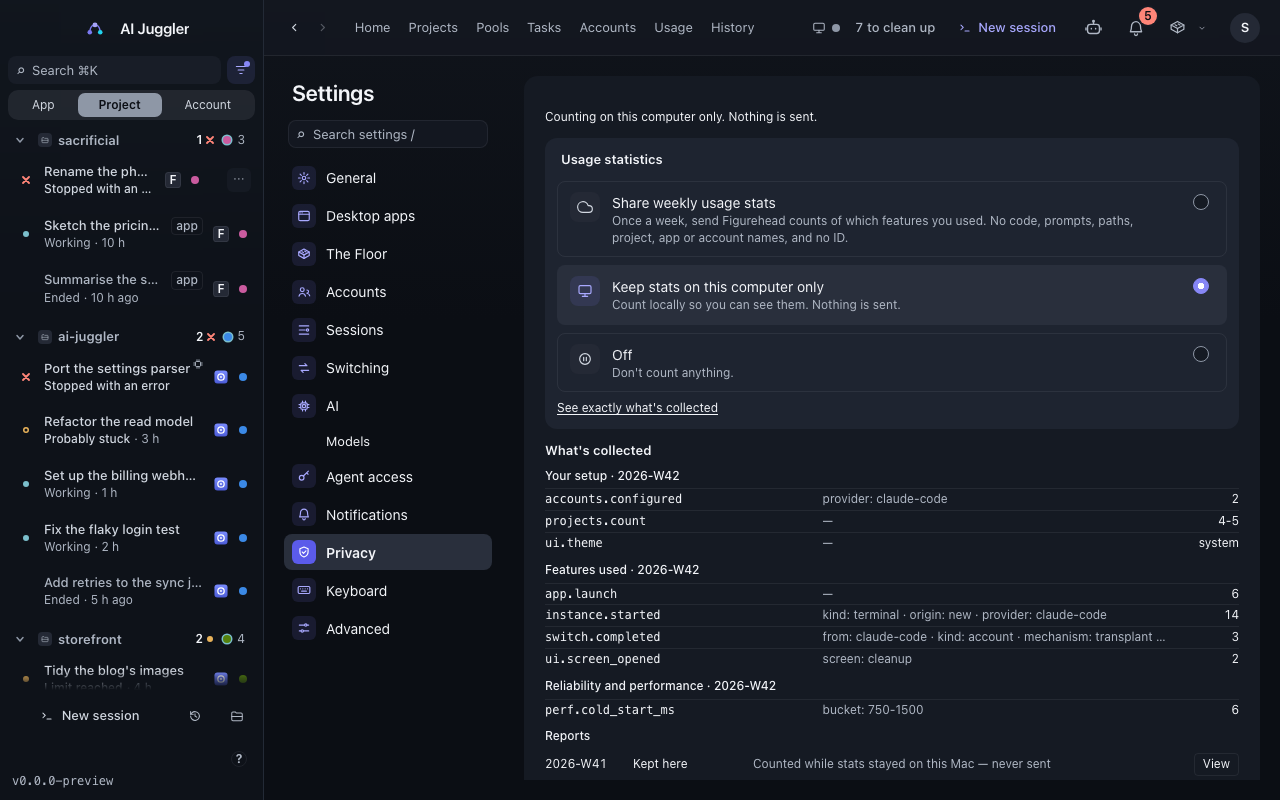 AI Juggler
Search ⌘K
App
Project
Account
sacrificial
1
3
Rename the ph...
Stopped with an ...
F
Sketch the pricin...
app
Working · 10 h
F
Summarise the s...
app
Ended · 10 h ago
F
ai-juggler
2
5
Port the settings parser
Stopped with an error
Refactor the read model
Probably stuck · 3 h
Set up the billing webh...
Working · 1 h
Fix the flaky login test
Working · 2 h
Add retries to the sync j...
Ended · 5 h ago
storefront
2
4
Tidy the blog's images
Limit reached · 4 h
New session
?
v0.0.0-preview
Home
Projects
Pools
Tasks
Accounts
Usage
History
7 to clean up
New session
5
S
Settings
Search settings /
General
Desktop apps
The Floor
Accounts
Sessions
Switching
AI
Models
Agent access
Notifications
Privacy
Keyboard
Advanced
Counting on this computer only. Nothing is sent.
Usage statistics
Share weekly usage stats
Once a week, send Figurehead counts of which features you used. No code, prompts, paths,
project, app or account names, and no ID.
Keep stats on this computer only
Count locally so you can see them. Nothing is sent.
Off
Don't count anything.
See exactly what's collected
What's collected
Your setup · 2026-W42
accounts.configured provider: claude-code 2
projects.count — 4-5
ui.theme — system
Features used · 2026-W42
app.launch — 6
instance.started kind: terminal · origin: new · provider: claude-code 14
switch.completed from: claude-code · kind: account · mechanism: transplant ... 3
ui.screen_opened screen: cleanup 2
Reliability and performance · 2026-W42
perf.cold_start_ms bucket: 750-1500 6
Reports
2026-W41 Kept here Counted while stats stayed on this Mac — never sent View